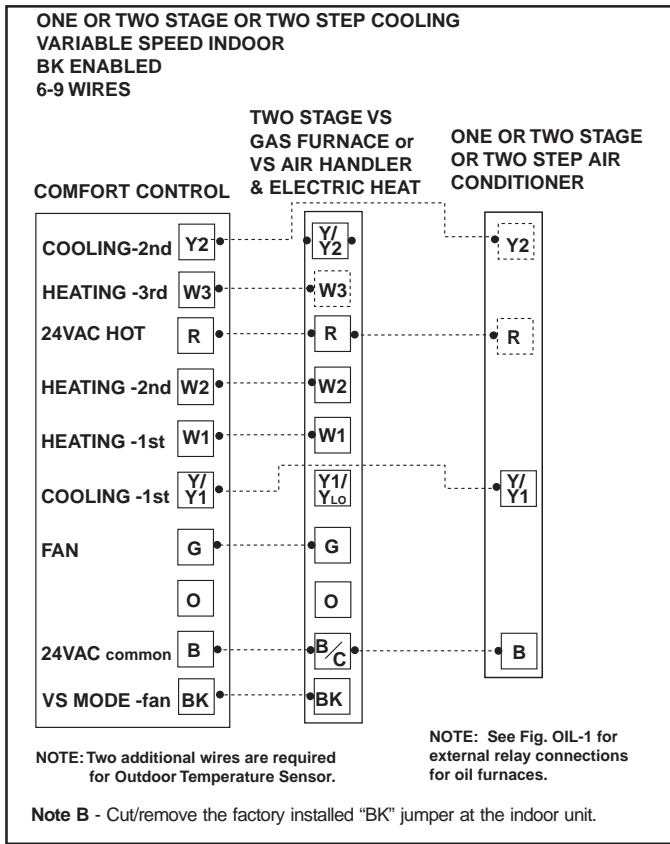 ONE OR TWO STAGE OR TWO STEP COOLING
VARIABLE SPEED INDOOR
BK ENABLED
6-9 WIRES
TWO STAGE VS
GAS FURNACE or
VS AIR HANDLER
& ELECTRIC HEAT
ONE OR TWO STAGE
OR TWO STEP AIR
CONDITIONER
COMFORT CONTROL
COOLING-2nd Y2 Y/ Y2 Y2
HEATING -3rd W3 W3
24VAC HOT R R R
HEATING -2nd W2 W2
HEATING -1st W1 W1
COOLING -1st Y/ Y1 Y1/ YLO Y/ Y1
FAN G G
O O
24VAC common B B/C B
VS MODE -fan BK BK
NOTE: Two additional wires are required
for Outdoor Temperature Sensor.
NOTE: See Fig. OIL-1 for
external relay connections
for oil furnaces.
Note B - Cut/remove the factory installed “BK” jumper at the indoor unit.